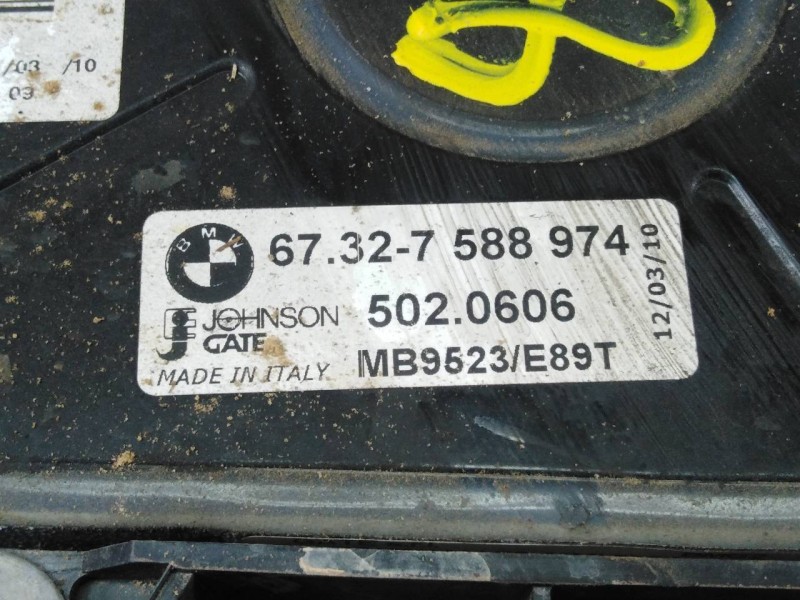 /03 /10
09
BMW
67.32-7 588 974
JOHNSON
GATE
502.0606
MADE IN ITALY
MB9523/E89T
12/03/10